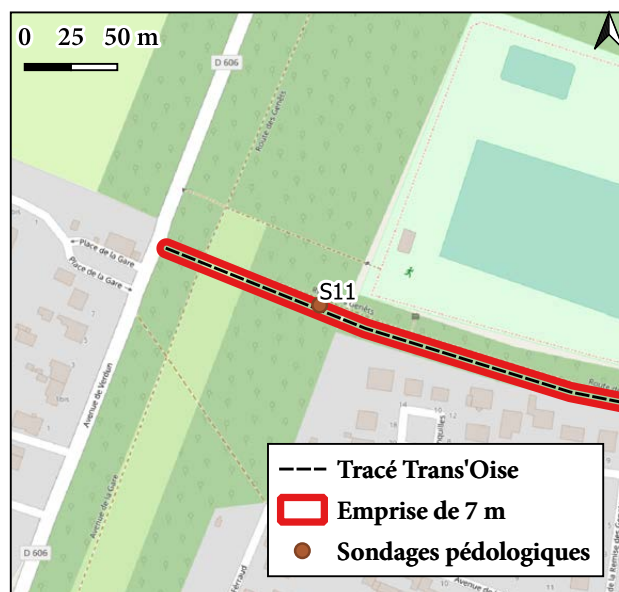 0 25 50 m
D 606
Route des Genêts
Place de la Gare
Place de la Gare
S11
Avenue de Verdun
Avenue de la Gare
D 606
Tracé Trans'Oise
Emprise de 7 m
Sondages pédologiques